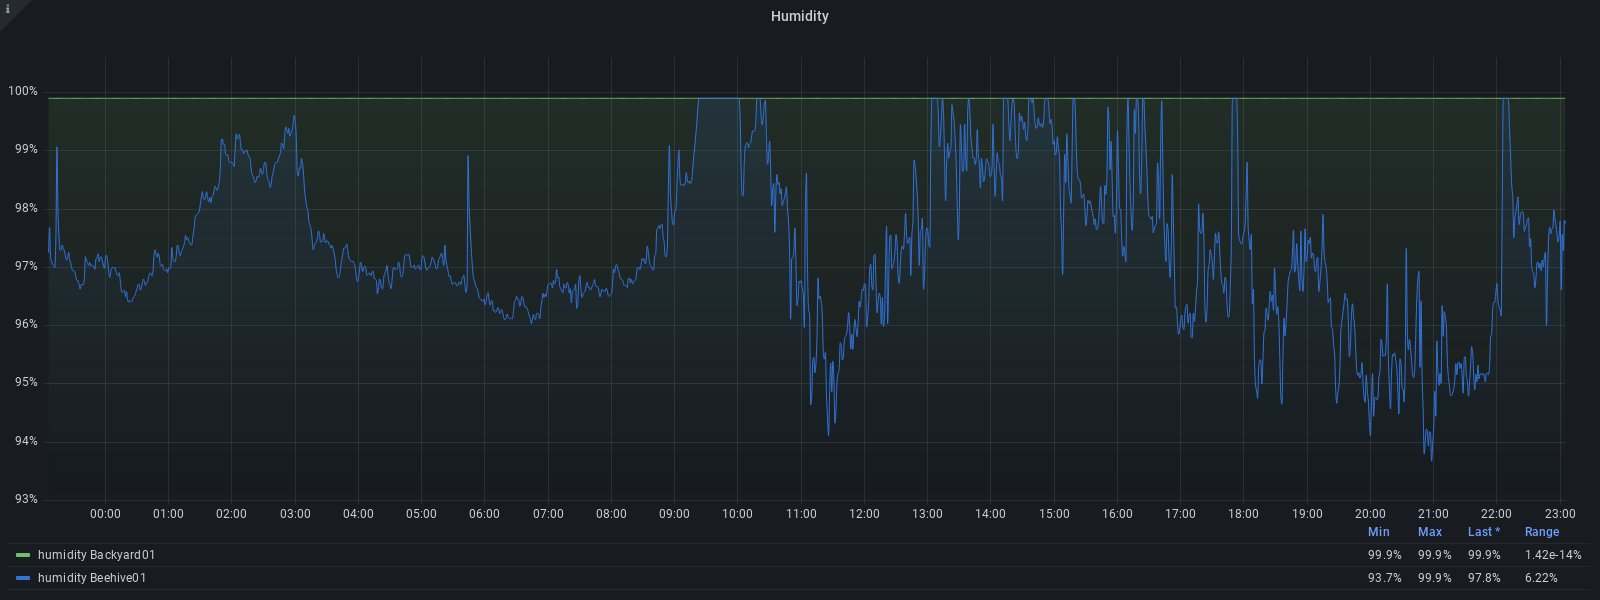 i
Humidity
100%
99%
98%
97%
96%
95%
94%
93%
00:00 01:00 02:00 03:00 04:00 05:00 06:00 07:00 08:00 09:00 10:00 11:00 12:00 13:00 14:00 15:00 16:00 17:00 18:00 19:00 20:00 21:00 22:00 23:00
Min Max Last * Range
humidity Backyard01 99.9% 99.9% 99.9% 1.42e-14%
humidity Beehive01 93.7% 99.9% 97.8% 6.22%